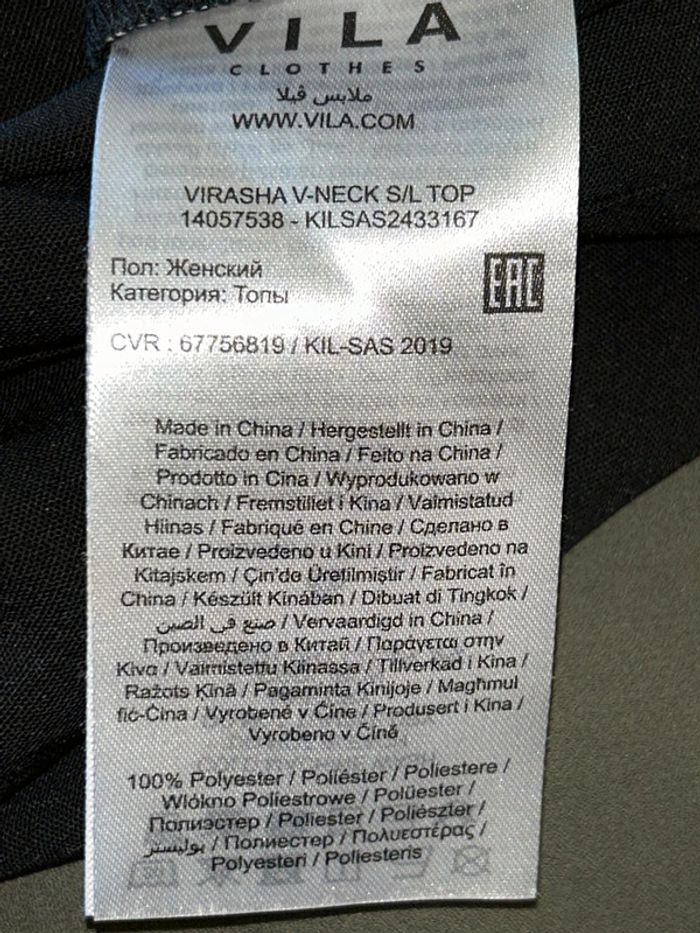 VILA
CLOTHES
ملابس ڤيلا
WWW.VILA.COM
VIRASHA V-NECK S/L TOP
14057538 - KILSAS2433167
Пол: Женский
Категория: Топы
EAC
CVR : 67756819 / KIL-SAS 2019
Made in China / Hergestellt in China /
Fabricado en China / Feito na China /
Prodotto in Cina / Wyprodukowano w
Chinach / Fremstillet i Kina / Valmistatud
Hiinas / Fabriqué en Chine / Сделано в
Китае / Proizvedeno u Kini / Proizvedeno na
Kitajskem / Çin'de Üretilmiştir / Fabricat în
China / Készült Kínában / Dibuat di Tingkok /
صنع في الصين / Vervaardigd in China /
Произведено в Китай / Παράγεται στην
Κίνα / Valmistettu Kiinassa / Tillverkad i Kina /
Ražots Ķīnā / Pagaminta Kinijoje / Magħmul
fiċ-Ċina / Vyrobené v Číne / Produsert i Kina /
Vyrobeno v Číně
100% Polyester / Poliéster / Poliestere /
Włókno Poliestrowe / Polüester /
Полиэстер / Poliester / Poliészter /
بوليستر / Полиестер / Πολυεστέρας /
Polyesteri / Poliesteris